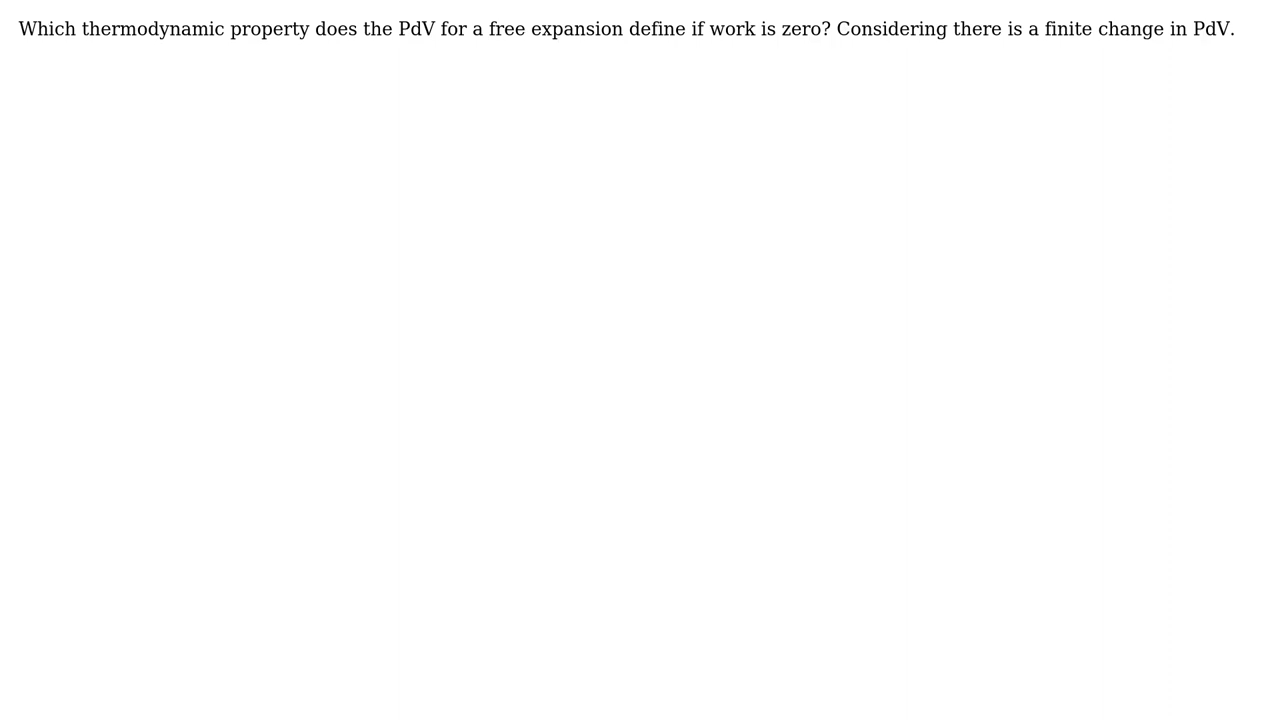 Which thermodynamic property does the PdV for a free expansion define if work is zero? Considering there is a finite change in PdV.